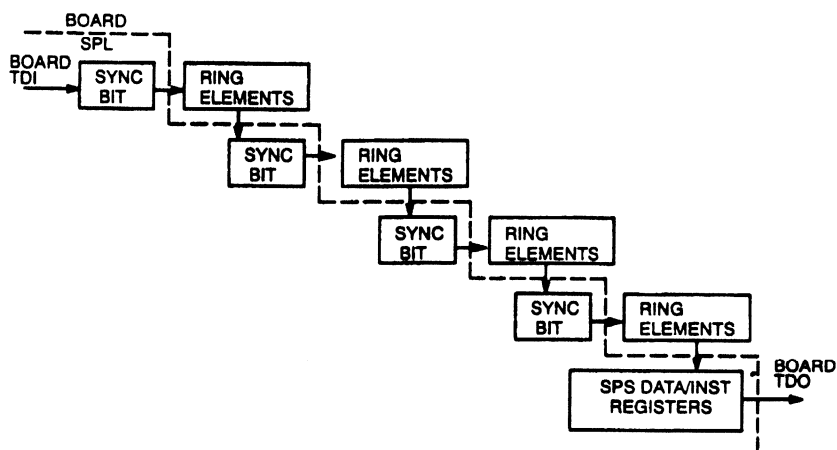 BOARD
SPL
BOARD
TDI
SYNC
BIT
RING
ELEMENTS
SYNC
BIT
RING
ELEMENTS
SYNC
BIT
RING
ELEMENTS
SYNC
BIT
RING
ELEMENTS
SPS DATA/INST
REGISTERS
BOARD
TDO